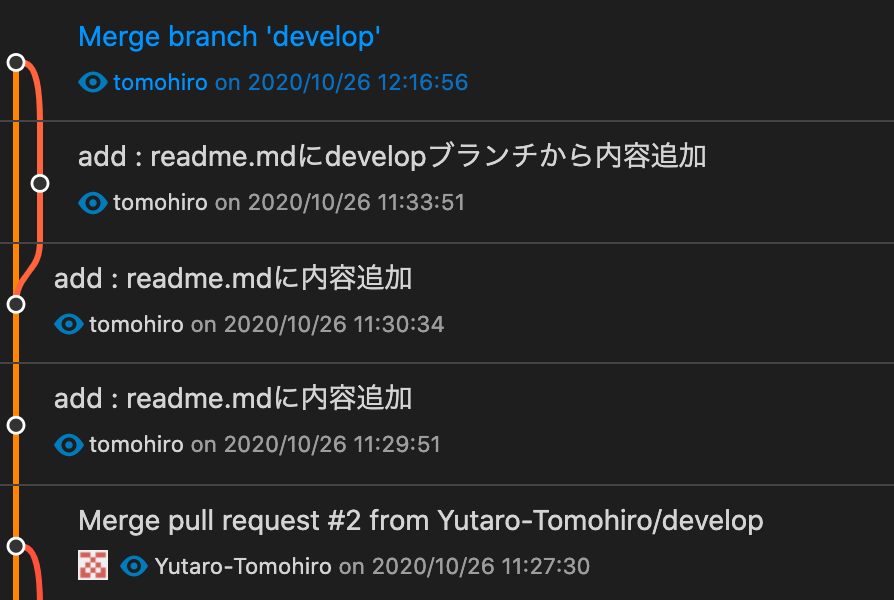 Merge branch 'develop'
tomohiro on 2020/10/26 12:16:56
add : readme.mdにdevelopブランチから内容追加
tomohiro on 2020/10/26 11:33:51
add : readme.mdに内容追加
tomohiro on 2020/10/26 11:30:34
add : readme.mdに内容追加
tomohiro on 2020/10/26 11:29:51
Merge pull request #2 from Yutaro-Tomohiro/develop
Yutaro-Tomohiro on 2020/10/26 11:27:30